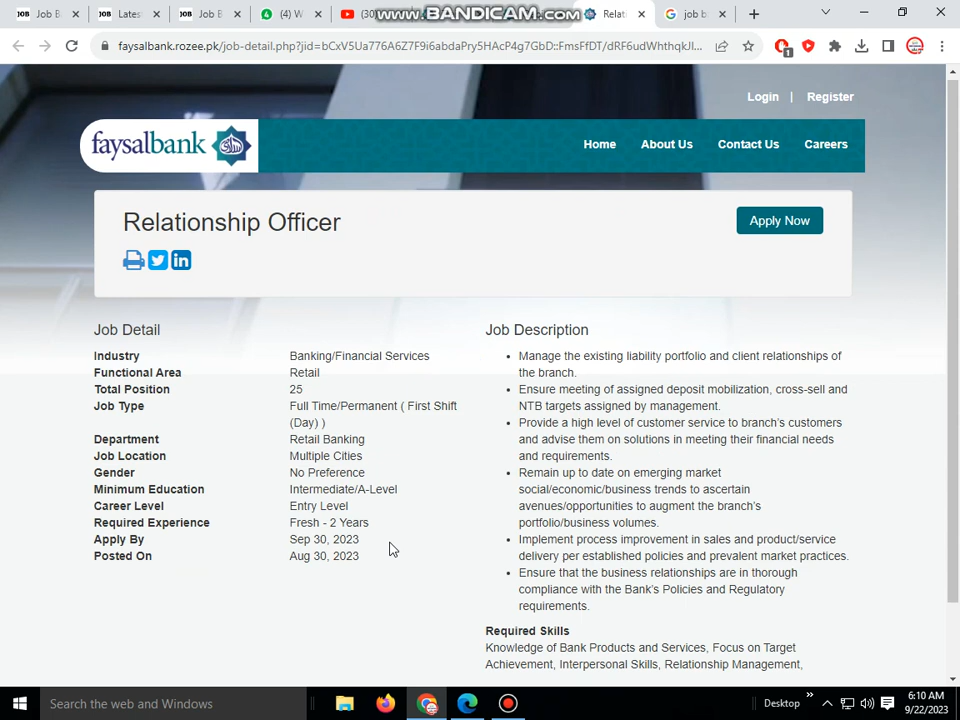 Job B
Lates
Job B
(4) W
(30)
www.BANDICAM.com
Relati
job b
faysalbank.rozee.pk/job-detail.php?jid=bCxV5Ua776A6Z7F9i6abdaPry5HAcP4g7GbD::FmsFfDT/dRF6udWhthqkJl...
1
Login | Register
faysalbank
Home About Us Contact Us Careers
Relationship Officer
Apply Now
Job Detail
Industry Banking/Financial Services
Functional Area Retail
Total Position 25
Job Type Full Time/Permanent ( First Shift
(Day) )
Department Retail Banking
Job Location Multiple Cities
Gender No Preference
Minimum Education Intermediate/A-Level
Career Level Entry Level
Required Experience Fresh - 2 Years
Apply By Sep 30, 2023
Posted On Aug 30, 2023
Job Description
• Manage the existing liability portfolio and client relationships of
the branch.
• Ensure meeting of assigned deposit mobilization, cross-sell and
NTB targets assigned by management.
• Provide a high level of customer service to branch's customers
and advise them on solutions in meeting their financial needs
and requirements.
• Remain up to date on emerging market
social/economic/business trends to ascertain
avenues/opportunities to augment the branch's
portfolio/business volumes.
• Implement process improvement in sales and product/service
delivery per established policies and prevalent market practices.
• Ensure that the business relationships are in thorough
compliance with the Bank's Policies and Regulatory
requirements.
Required Skills
Knowledge of Bank Products and Services, Focus on Target
Achievement, Interpersonal Skills, Relationship Management,
Search the web and Windows
Desktop
6:10 AM
9/22/2023